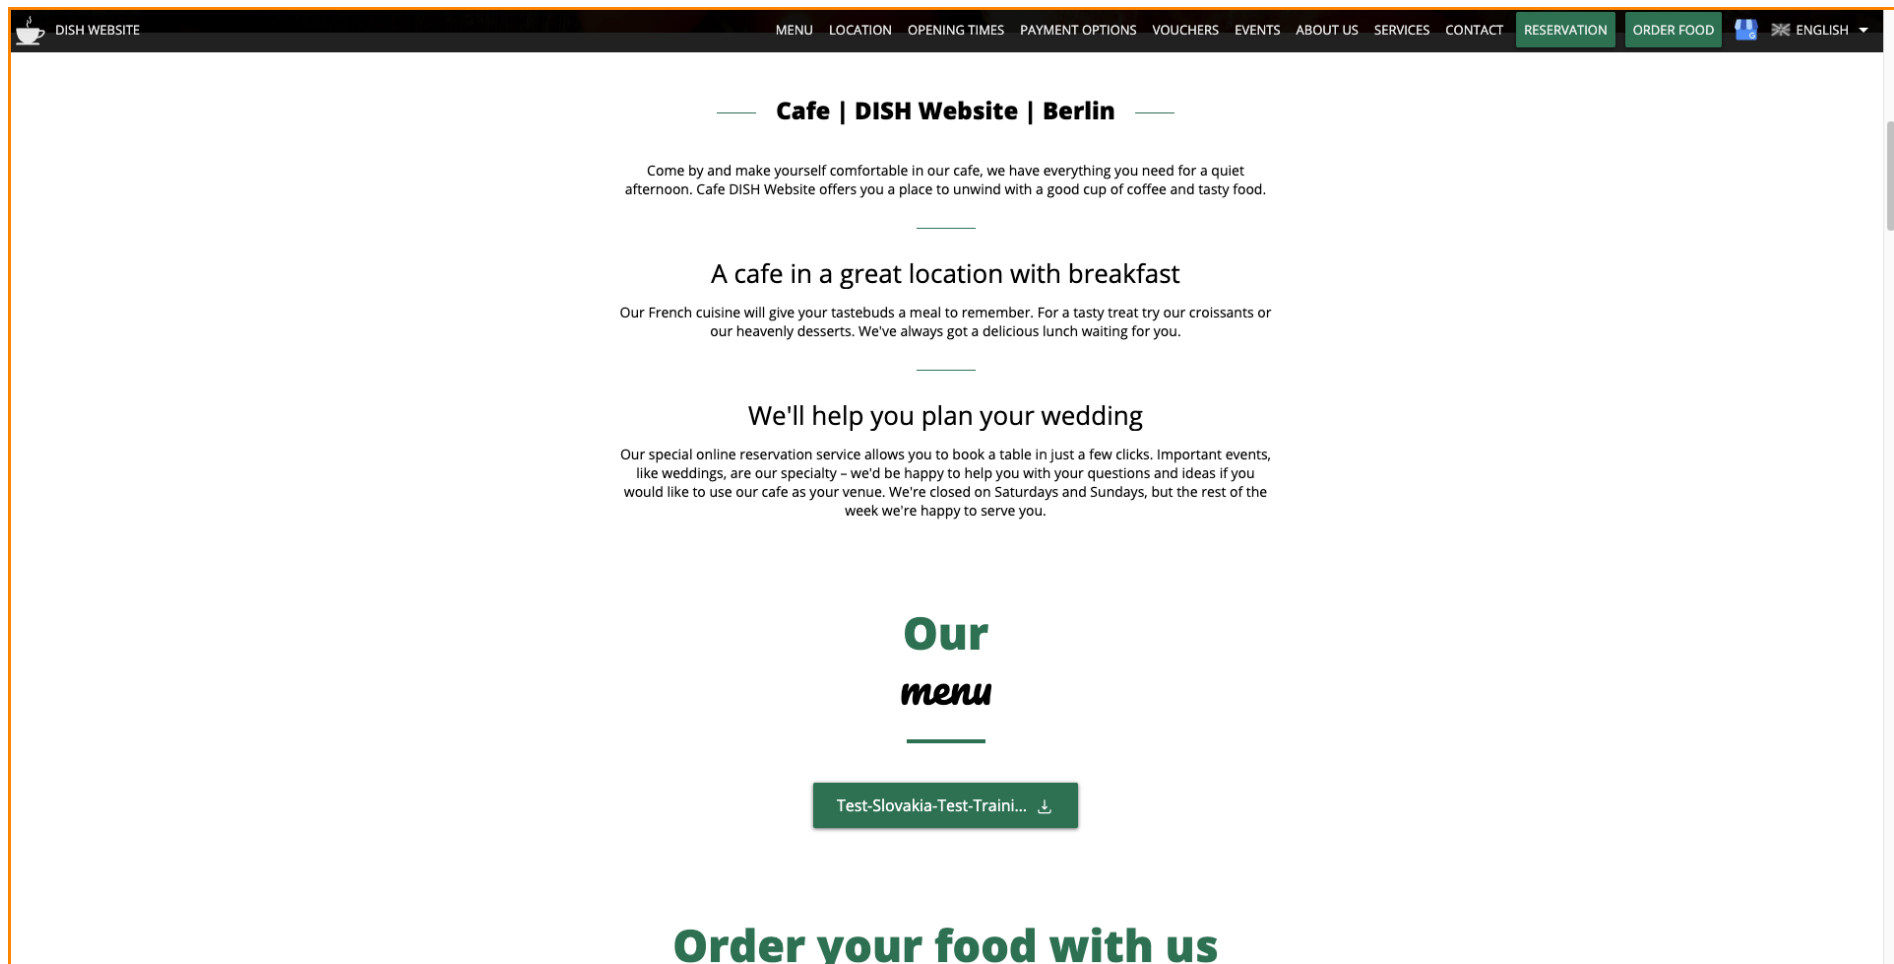 DISH WEBSITE
MENU LOCATION OPENING TIMES PAYMENT OPTIONS VOUCHERS EVENTS ABOUT US SERVICES CONTACT RESERVATION ORDER FOOD G ENGLISH
Cafe | DISH Website | Berlin
Come by and make yourself comfortable in our cafe, we have everything you need for a quiet
afternoon. Cafe DISH Website offers you a place to unwind with a good cup of coffee and tasty food.
A cafe in a great location with breakfast
Our French cuisine will give your tastebuds a meal to remember. For a tasty treat try our croissants or
our heavenly desserts. We've always got a delicious lunch waiting for you.
We'll help you plan your wedding
Our special online reservation service allows you to book a table in just a few clicks. Important events,
like weddings, are our specialty – we'd be happy to help you with your questions and ideas if you
would like to use our cafe as your venue. We're closed on Saturdays and Sundays, but the rest of the
week we're happy to serve you.
Our
menu
Test-Slovakia-Test-Traini...
Order your food with us